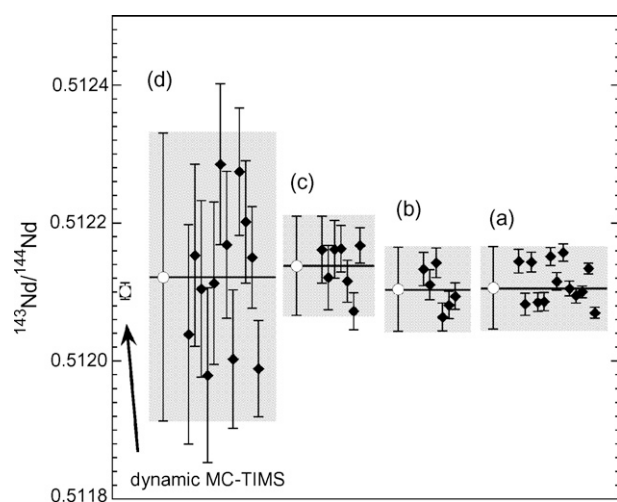 0.5124
0.5122
0.5120
0.5118
143Nd/144Nd
(d)
(c)
(b)
(a)
dynamic MC-TIMS